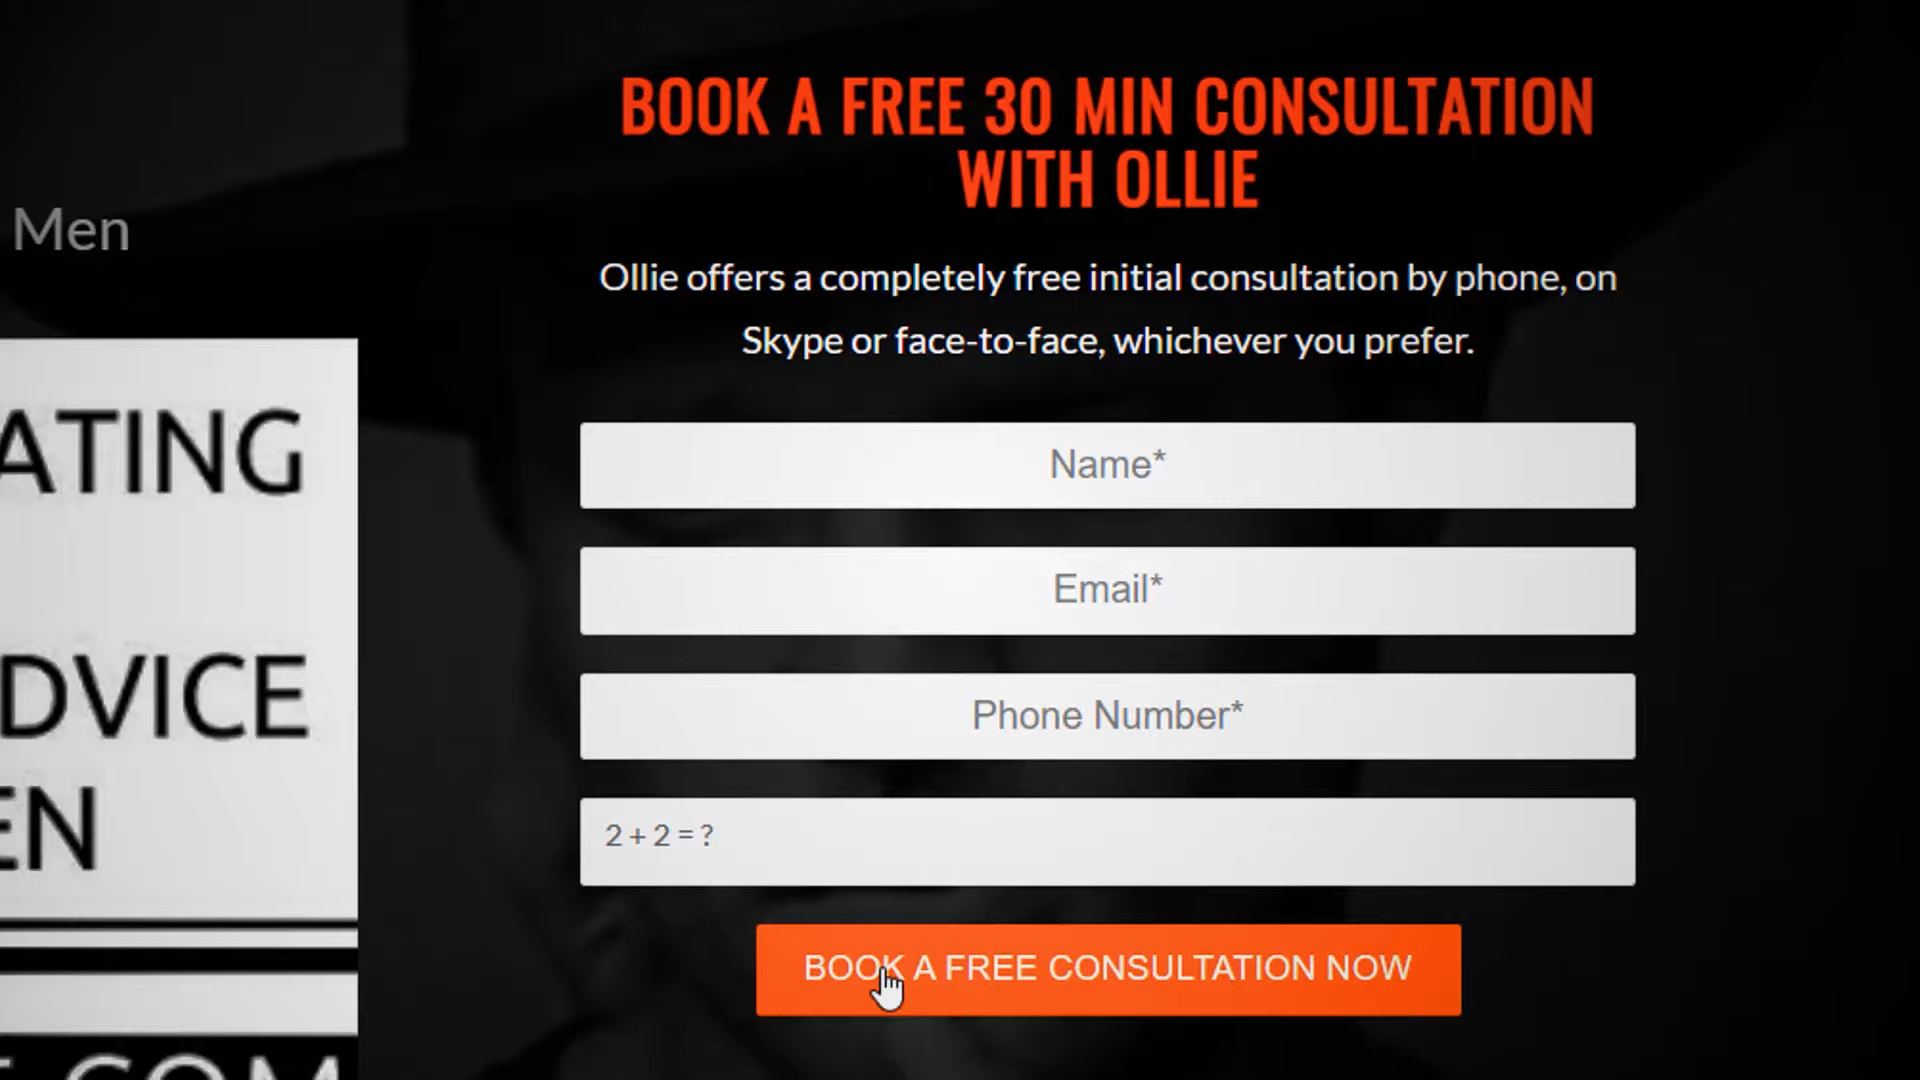 Men
ATING
DVICE
EN
COM
BOOK A FREE 30 MIN CONSULTATION
WITH OLLIE
Ollie offers a completely free initial consultation by phone, on
Skype or face-to-face, whichever you prefer.
Name*
Email*
Phone Number*
2 + 2 = ?
BOOK A FREE CONSULTATION NOW